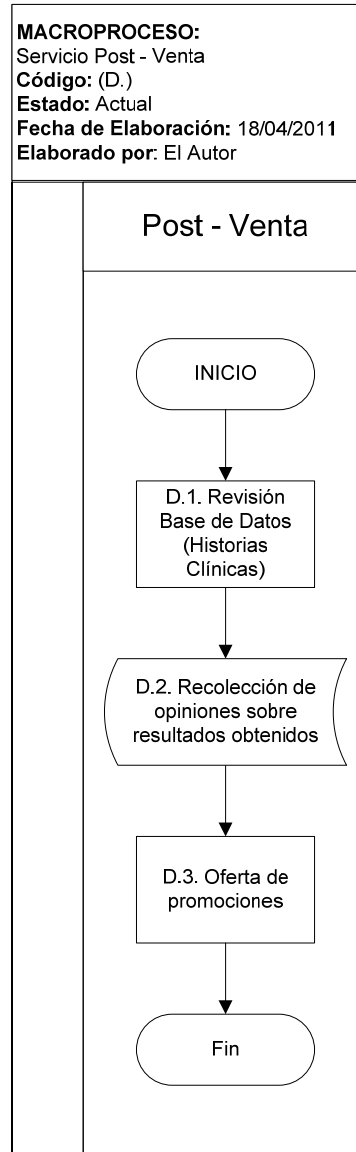 MACROPROCESO:
Servicio Post - Venta
Código: (D.)
Estado: Actual
Fecha de Elaboración: 18/04/2011
Elaborado por: El Autor
Post - Venta
INICIO
D.1. Revisión
Base de Datos
(Historias
Clínicas)
D.2. Recolección de
opiniones sobre
resultados obtenidos
D.3. Oferta de
promociones
Fin